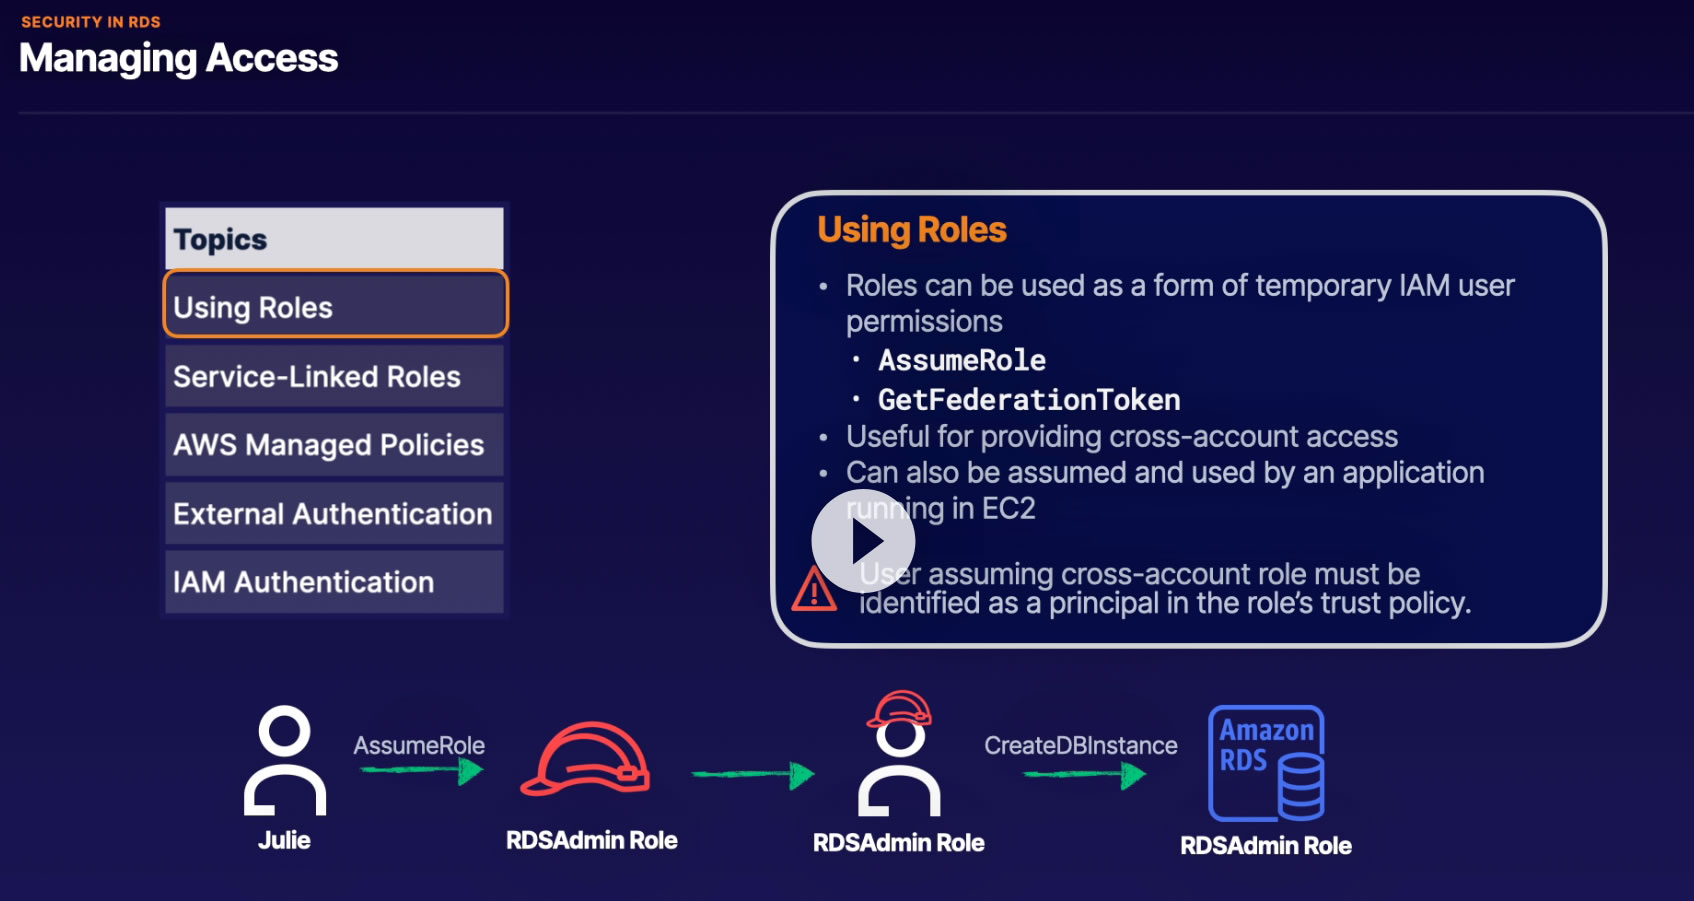 SECURITY IN RDS
Managing Access
Topics
Using Roles
Service-Linked Roles
AWS Managed Policies
External Authentication
IAM Authentication
Using Roles
• Roles can be used as a form of temporary IAM user
permissions
• AssumeRole
• GetFederationToken
• Useful for providing cross-account access
• Can also be assumed and used by an application
running in EC2
User assuming cross-account role must be
identified as a principal in the role's trust policy.
AssumeRole
CreateDBInstance
Amazon
RDS
Julie
RDSAdmin Role
RDSAdmin Role
RDSAdmin Role